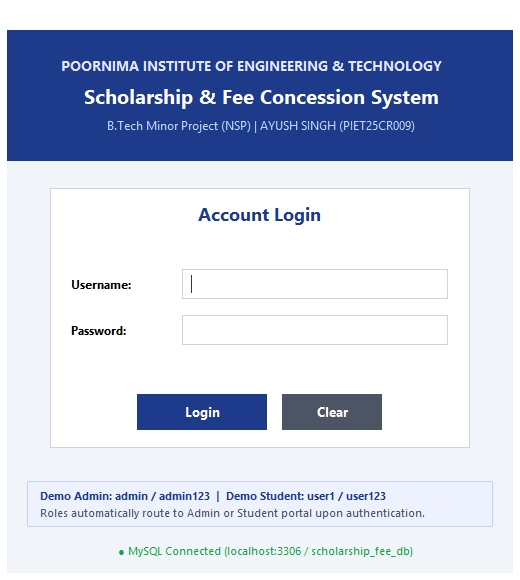 POORNIMA INSTITUTE OF ENGINEERING & TECHNOLOGY
Scholarship & Fee Concession System
B.Tech Minor Project (NSP) | AYUSH SINGH (PIET25CR009)
Account Login
Username:
Password:
Login Clear
Demo Admin: admin / admin123 | Demo Student: user1 / user123
Roles automatically route to Admin or Student portal upon authentication.
● MySQL Connected (localhost:3306 / scholarship_fee_db)